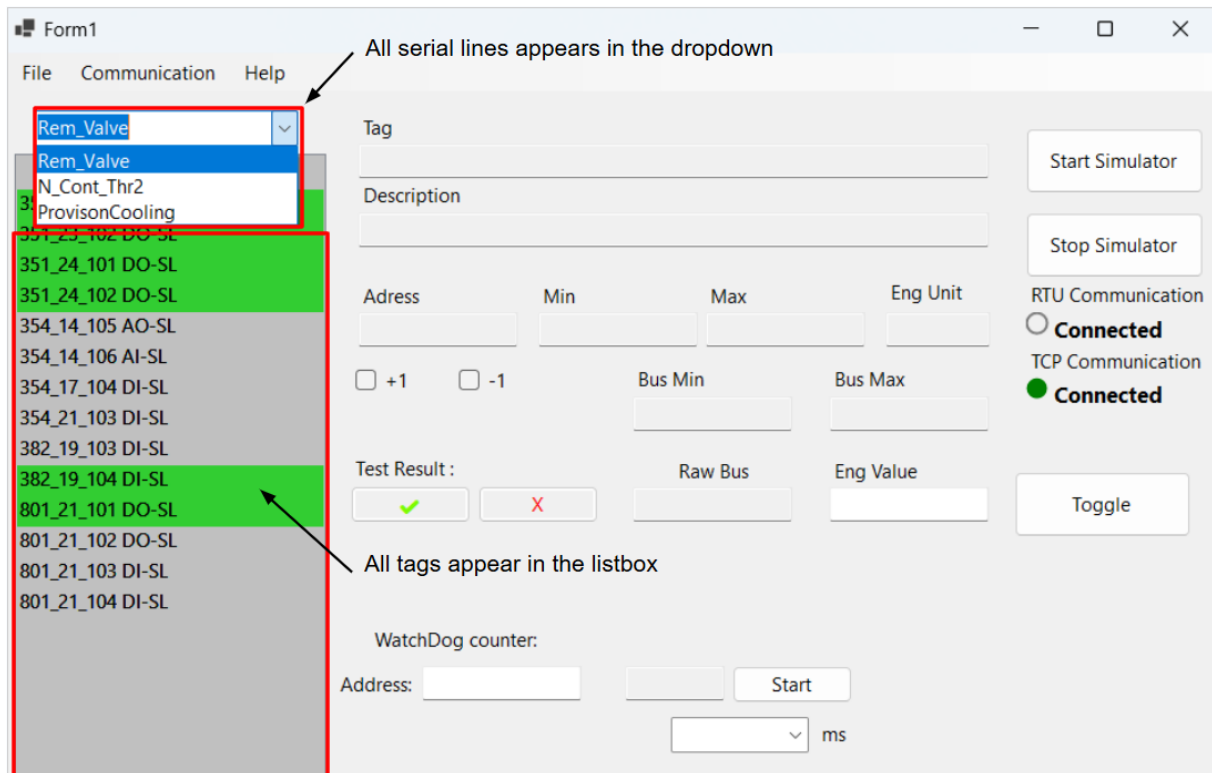 Form1
All serial lines appears in the dropdown
File Communication Help
Rem_Valve
Rem_Valve
N_Cont_Thr2
ProvisonCooling
351_23_102 DO-SL
351_24_101 DO-SL
351_24_102 DO-SL
354_14_105 AO-SL
354_14_106 AI-SL
354_17_104 DI-SL
354_21_103 DI-SL
382_19_103 DI-SL
382_19_104 DI-SL
801_21_101 DO-SL
801_21_102 DO-SL
801_21_103 DI-SL
801_21_104 DI-SL
Tag
Description
Adress Min Max Eng Unit
+1 -1 Bus Min Bus Max
Test Result : Raw Bus Eng Value
X
All tags appear in the listbox
WatchDog counter:
Address: Start
ms
Start Simulator
Stop Simulator
RTU Communication
Connected
TCP Communication
Connected
Toggle